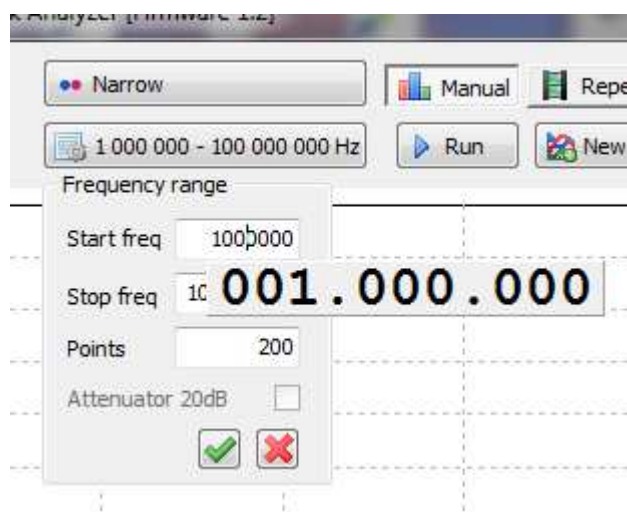 Analyzer [Firmware 1.2]
Narrow
Manual
1 000 000 - 100 000 000 Hz
Run
New
Frequency range
Start freq
1000000
001.000.000
Stop freq
10
Points
200
Attenuator 20dB